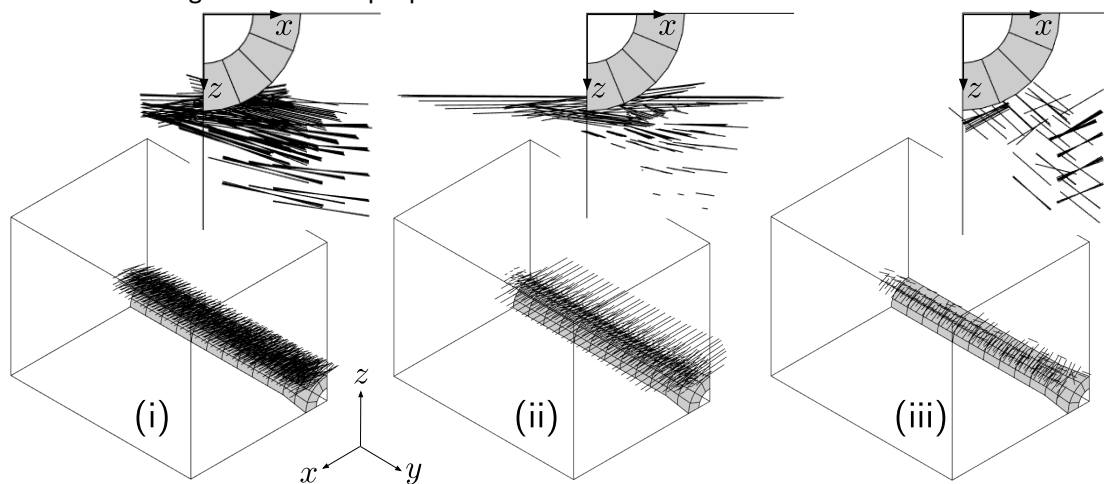 x x x
z z z
(i) (ii) (iii)
z
x y